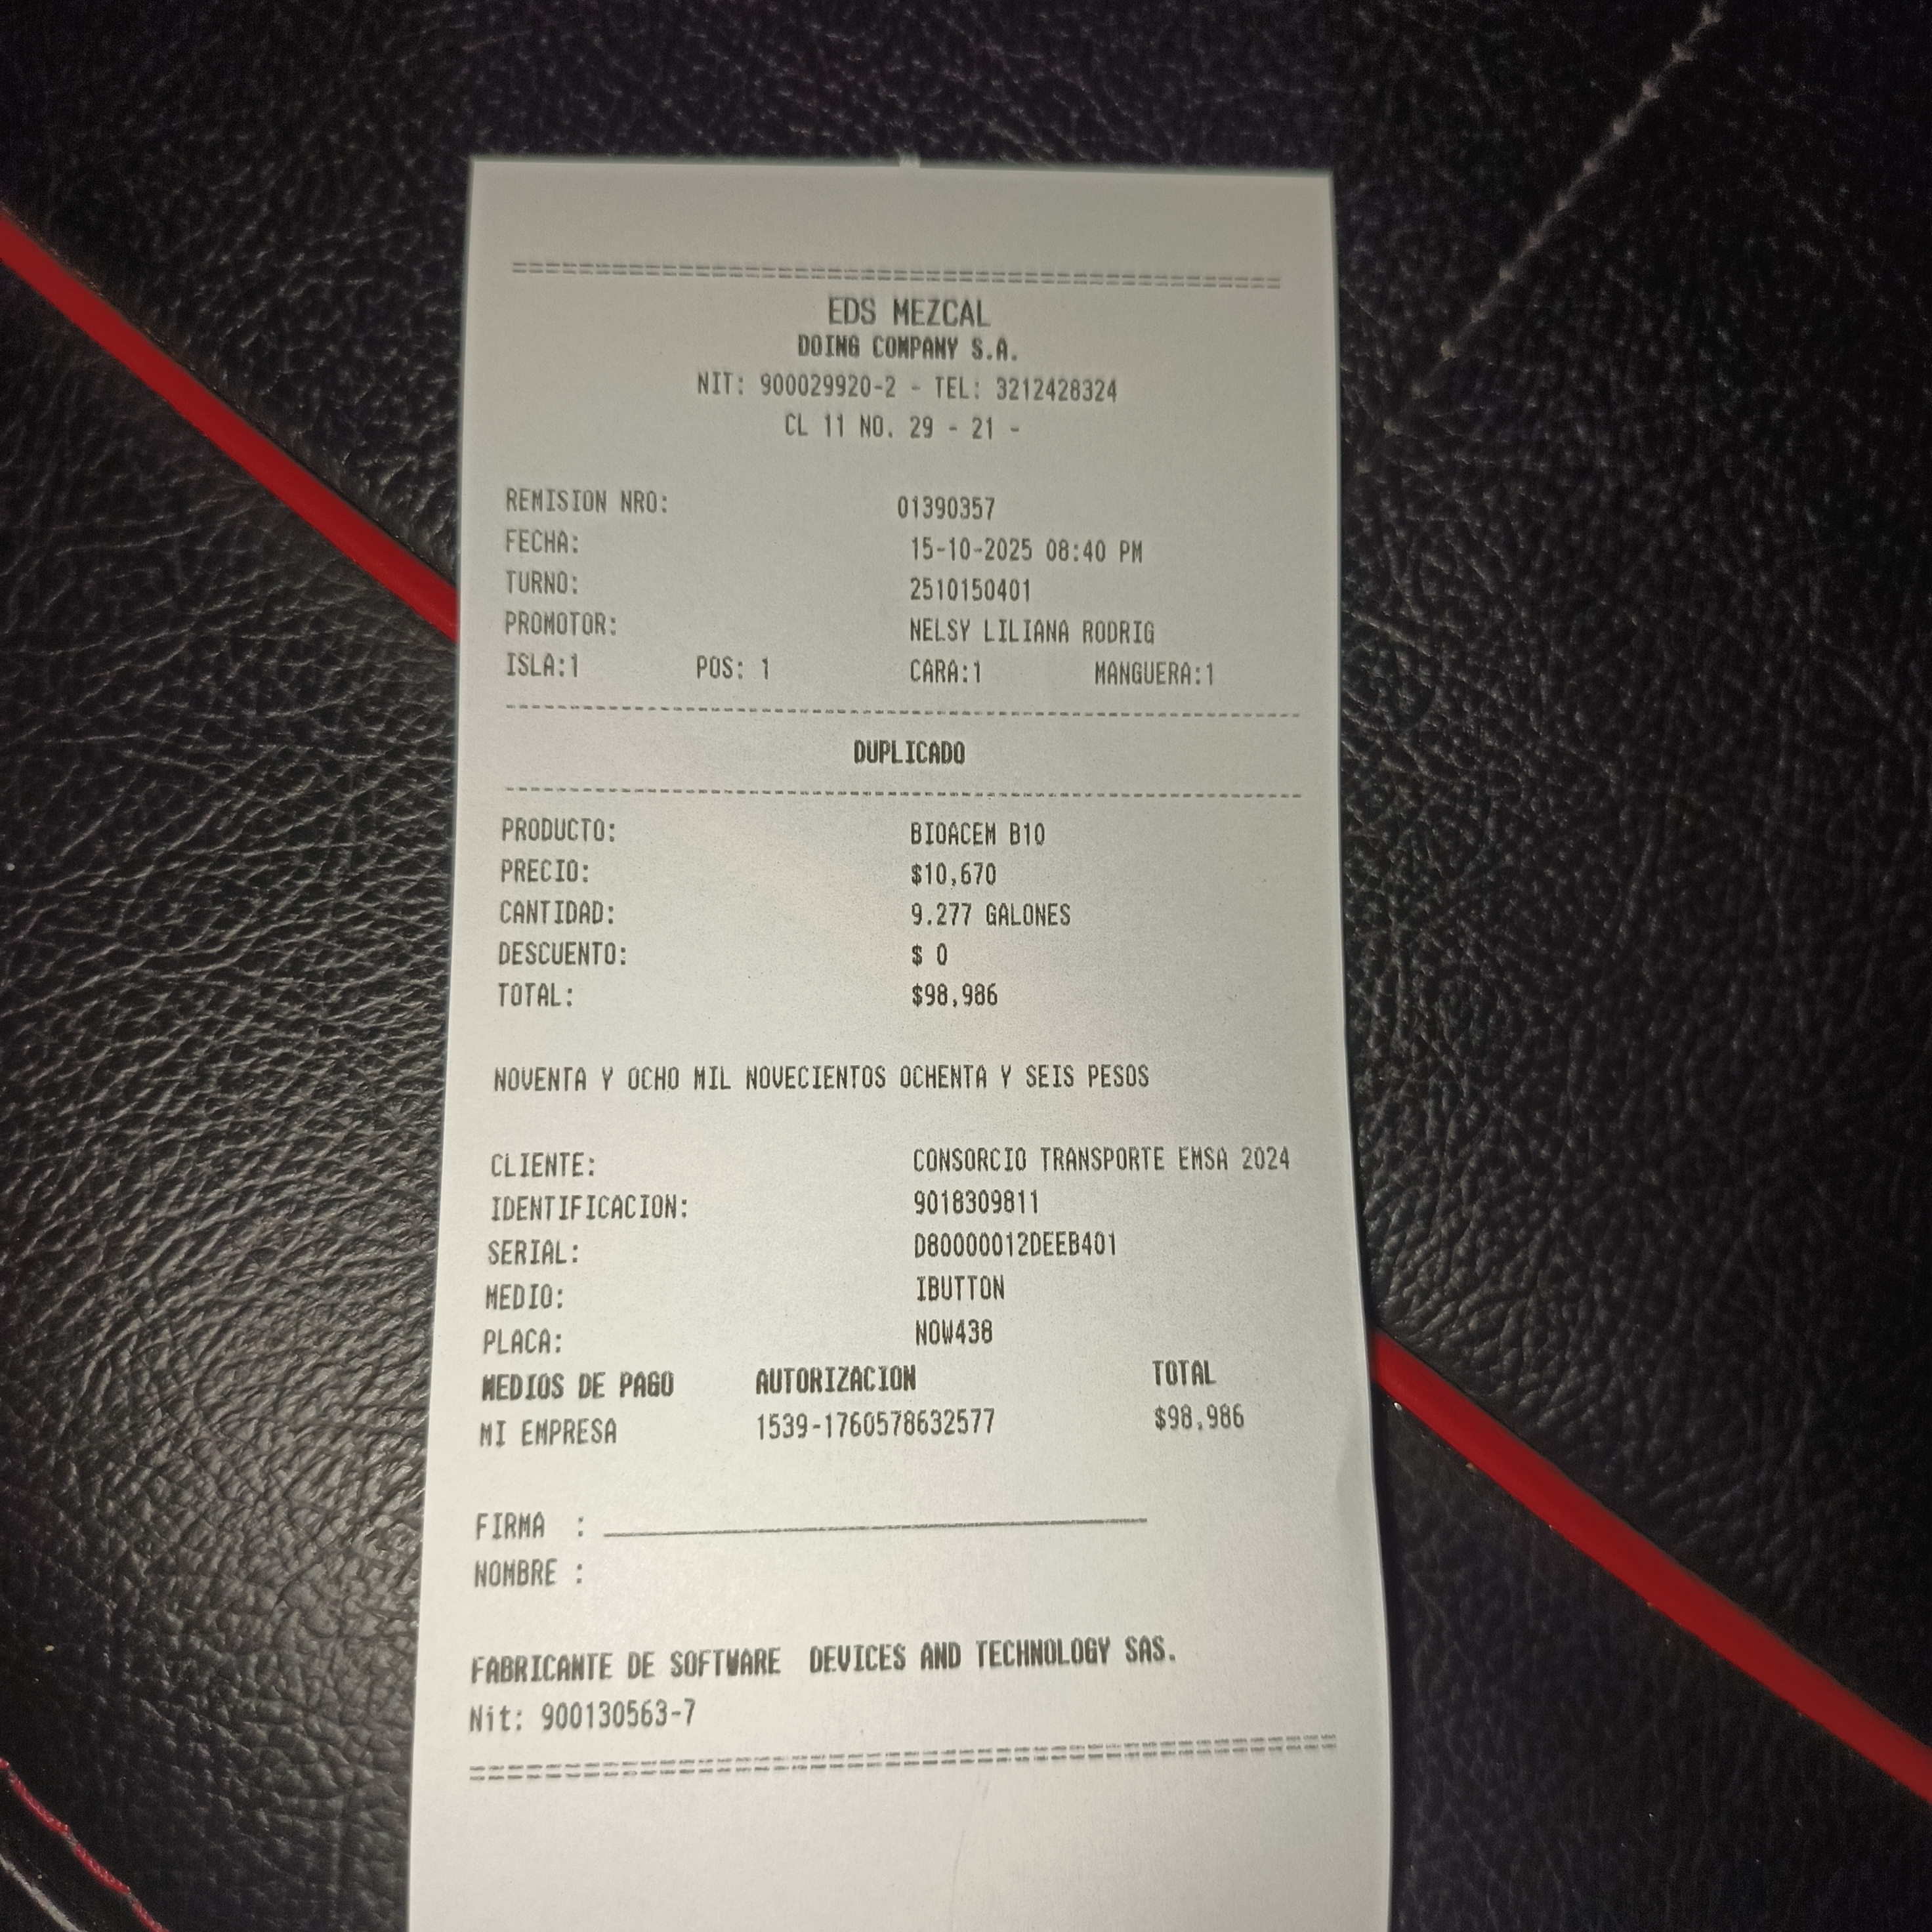 ================================================
EDS MEZCAL
DOING COMPANY S.A.
NIT: 900029920-2 - TEL: 3212428324
CL 11 NO. 29 - 21 -
REMISION NRO: 01390357
FECHA: 15-10-2025 08:40 PM
TURNO: 2510150401
PROMOTOR: NELSY LILIANA RODRIG
ISLA:1 POS: 1 CARA:1 MANGUERA:1
------------------------------------------------
DUPLICADO
------------------------------------------------
PRODUCTO: BIOACEM B10
PRECIO: $10,670
CANTIDAD: 9.277 GALONES
DESCUENTO: $ 0
TOTAL: $98,986
NOVENTA Y OCHO MIL NOVECIENTOS OCHENTA Y SEIS PESOS
CLIENTE: CONSORCIO TRANSPORTE EMSA 2024
IDENTIFICACION: 9018309811
SERIAL: D80000012DEEB401
MEDIO: IBUTTON
PLACA: NOW438
MEDIOS DE PAGO AUTORIZACION TOTAL
MI EMPRESA 1539-1760578632577 $98,986
FIRMA : ______________________________
NOMBRE :
FABRICANTE DE SOFTWARE DEVICES AND TECHNOLOGY SAS.
Nit: 900130563-7
================================================